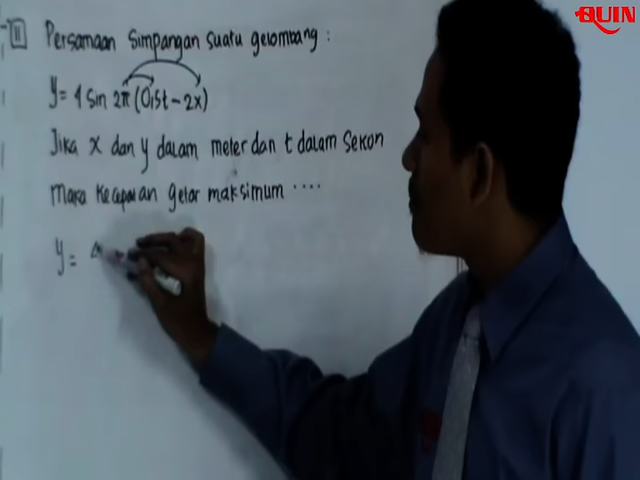 11 Persamaan Simpangan suatu gelombang :
y = 4 sin 2π (0,5t – 2x)
Jika x dan y dalam meter dan t dalam sekon
maka kecepatan getar maksimum ....
y =
QUIN